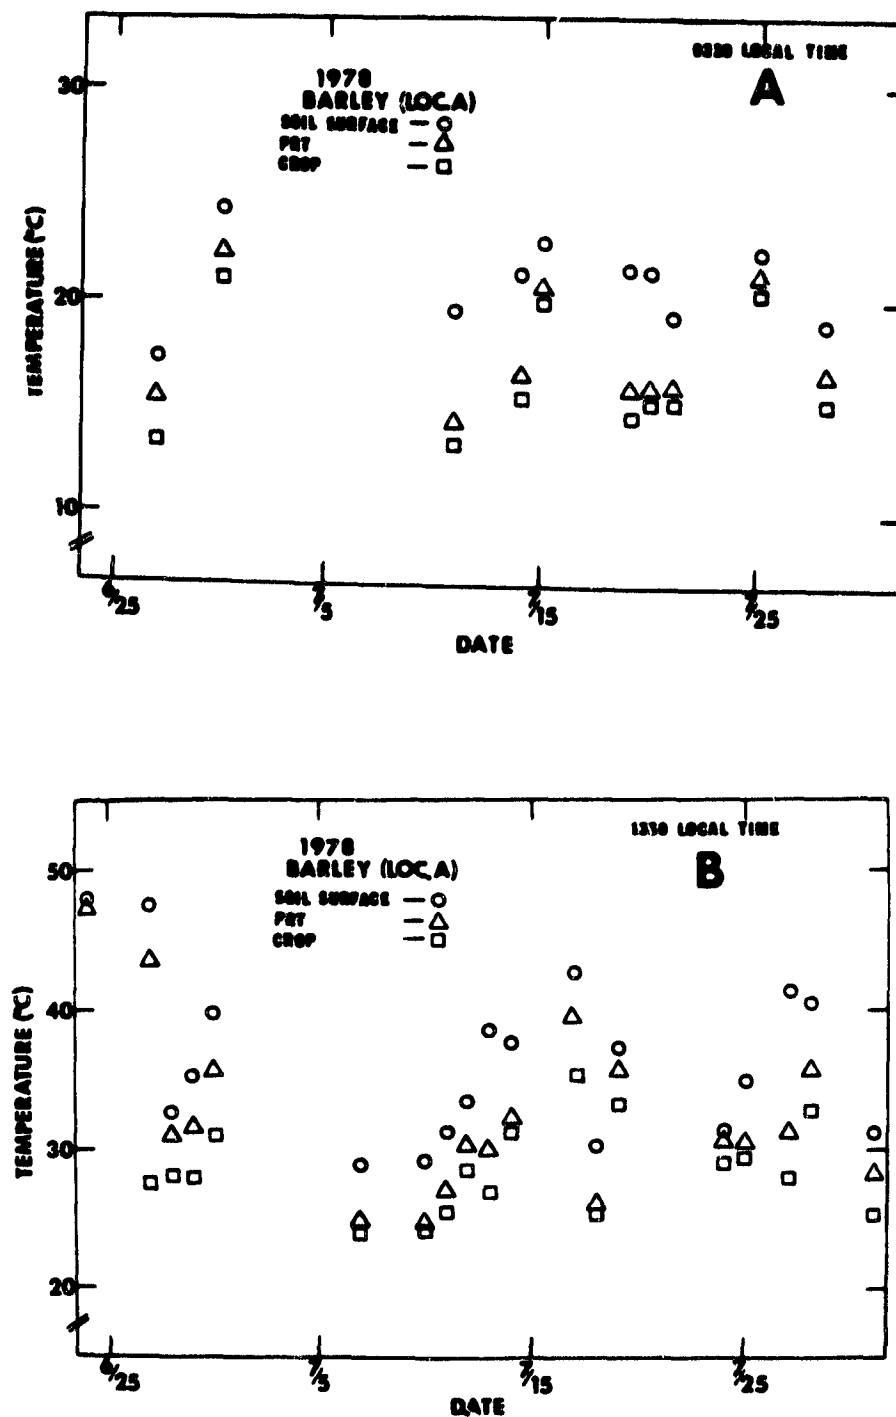 0330 LOCAL TIME
A
30
1978
BARLEY (LOC.A)
SOIL SURFACE —
PRT —
CROP —
20
10
TEMPERATURE (°C)
6/25
7/5
7/15
7/25
DATE
1330 LOCAL TIME
B
50
1978
BARLEY (LOC,A)
SOIL SURFACE —
PRT —
CROP —
40
30
20
TEMPERATURE (°C)
6/25
7/5
7/15
7/25
DATE